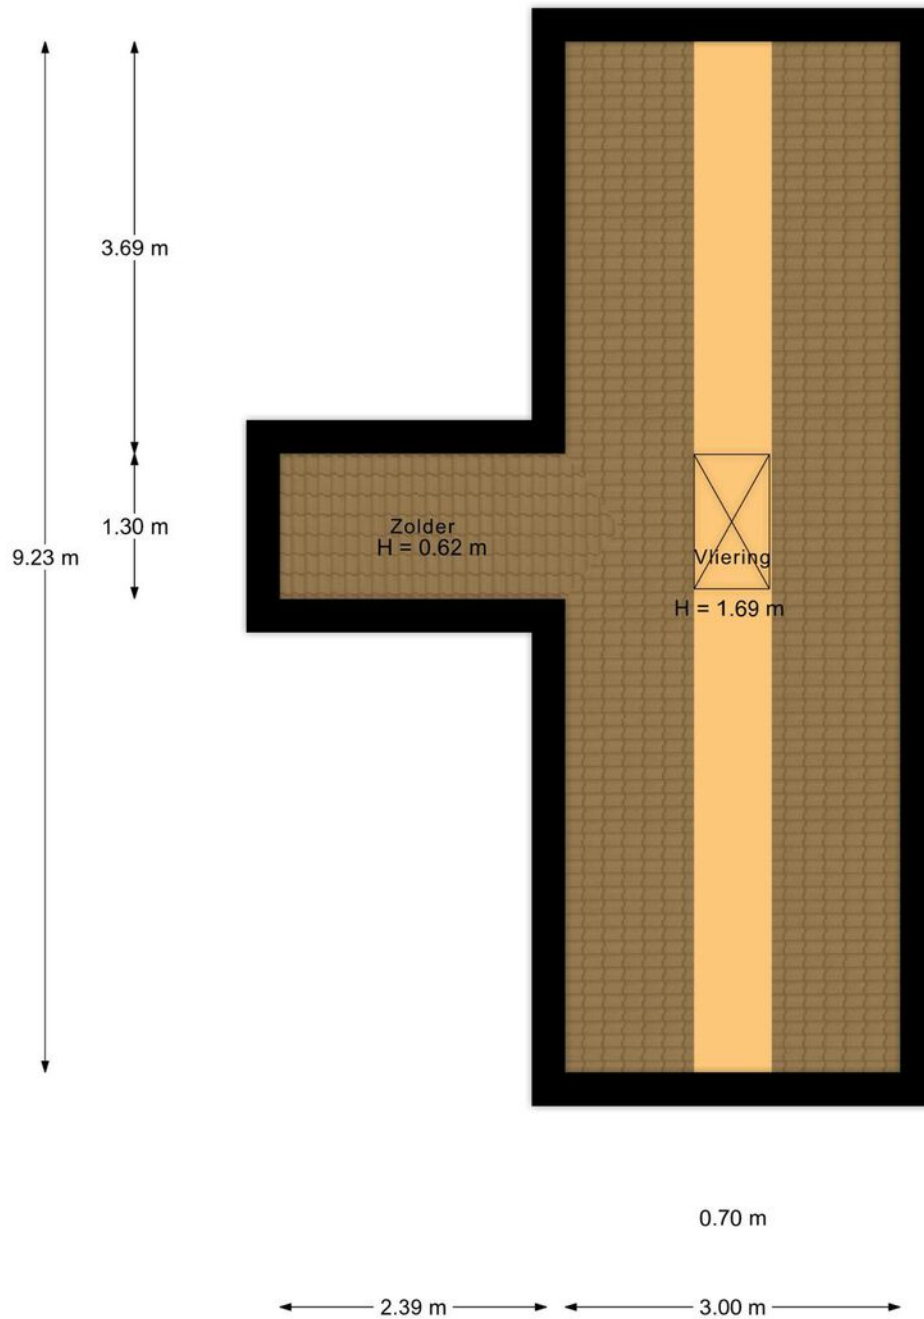 3.69 m
1.30 m
9.23 m
Zolder
H = 0.62 m
Vliering
H = 1.69 m
0.70 m
2.39 m
3.00 m